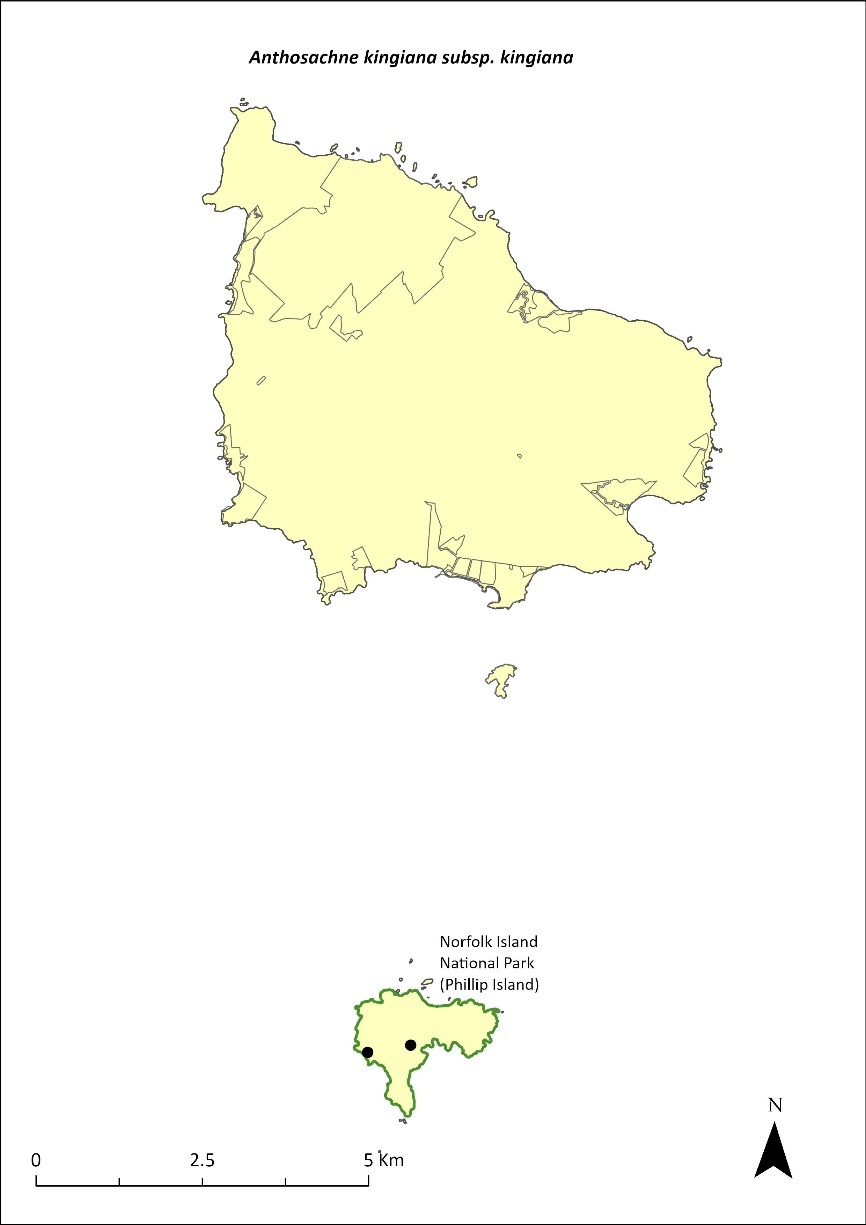 Anthosachne kingiana subsp. kingiana
Norfolk Island
National Park
(Phillip Island)
N
0 2.5 5 Km